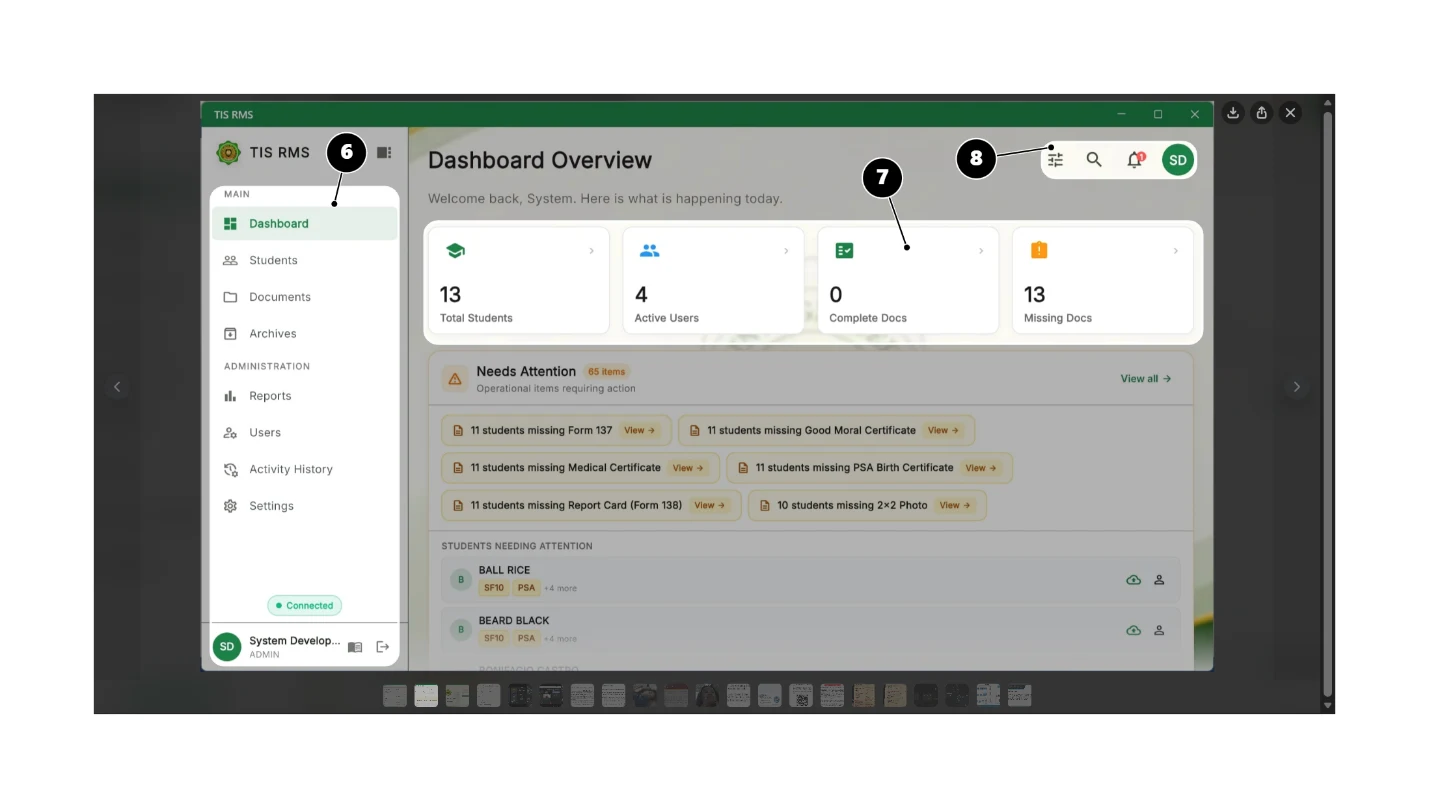 TIS RMS
TIS RMS
6
MAIN
Dashboard
Students
Documents
Archives
ADMINISTRATION
Reports
Users
Activity History
Settings
Connected
SD
System Develop...
ADMIN
Dashboard Overview
Welcome back, System. Here is what is happening today.
7
8
1
SD
13
Total Students
4
Active Users
0
Complete Docs
13
Missing Docs
Needs Attention 65 items
Operational items requiring action
View all →
11 students missing Form 137 View →
11 students missing Good Moral Certificate View →
11 students missing Medical Certificate View →
11 students missing PSA Birth Certificate View →
11 students missing Report Card (Form 138) View →
10 students missing 2×2 Photo View →
STUDENTS NEEDING ATTENTION
B
BALL RICE
SF10 PSA +4 more
B
BEARD BLACK
SF10 PSA +4 more
BONIFACIO CASTRO